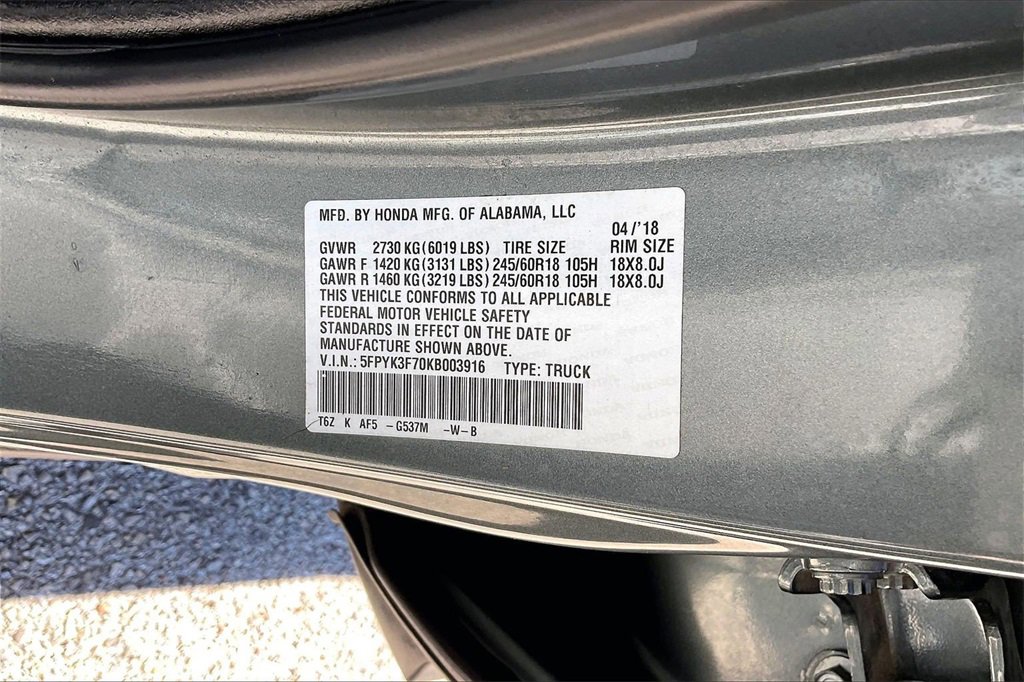 MFD. BY HONDA MFG. OF ALABAMA, LLC
04/'18
GVWR 2730 KG(6019 LBS) TIRE SIZE RIM SIZE
GAWR F 1420 KG(3131 LBS) 245/60R18 105H 18X8.0J
GAWR R 1460 KG(3219 LBS) 245/60R18 105H 18X8.0J
THIS VEHICLE CONFORMS TO ALL APPLICABLE
FEDERAL MOTOR VEHICLE SAFETY
STANDARDS IN EFFECT ON THE DATE OF
MANUFACTURE SHOWN ABOVE.
V.I.N.: 5FPYK3F70KB003916 TYPE: TRUCK
T6Z K AF5 -G537M -W-B